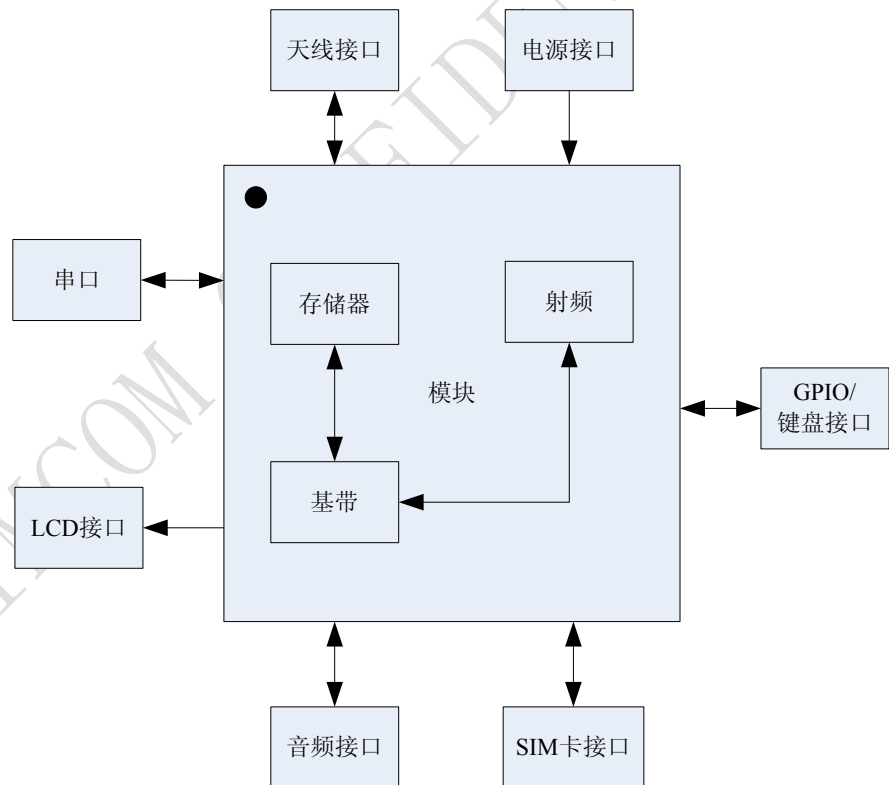 天线接口
电源接口
串口
存储器
射频
模块
GPIO/
键盘接口
基带
LCD接口
音频接口
SIM卡接口